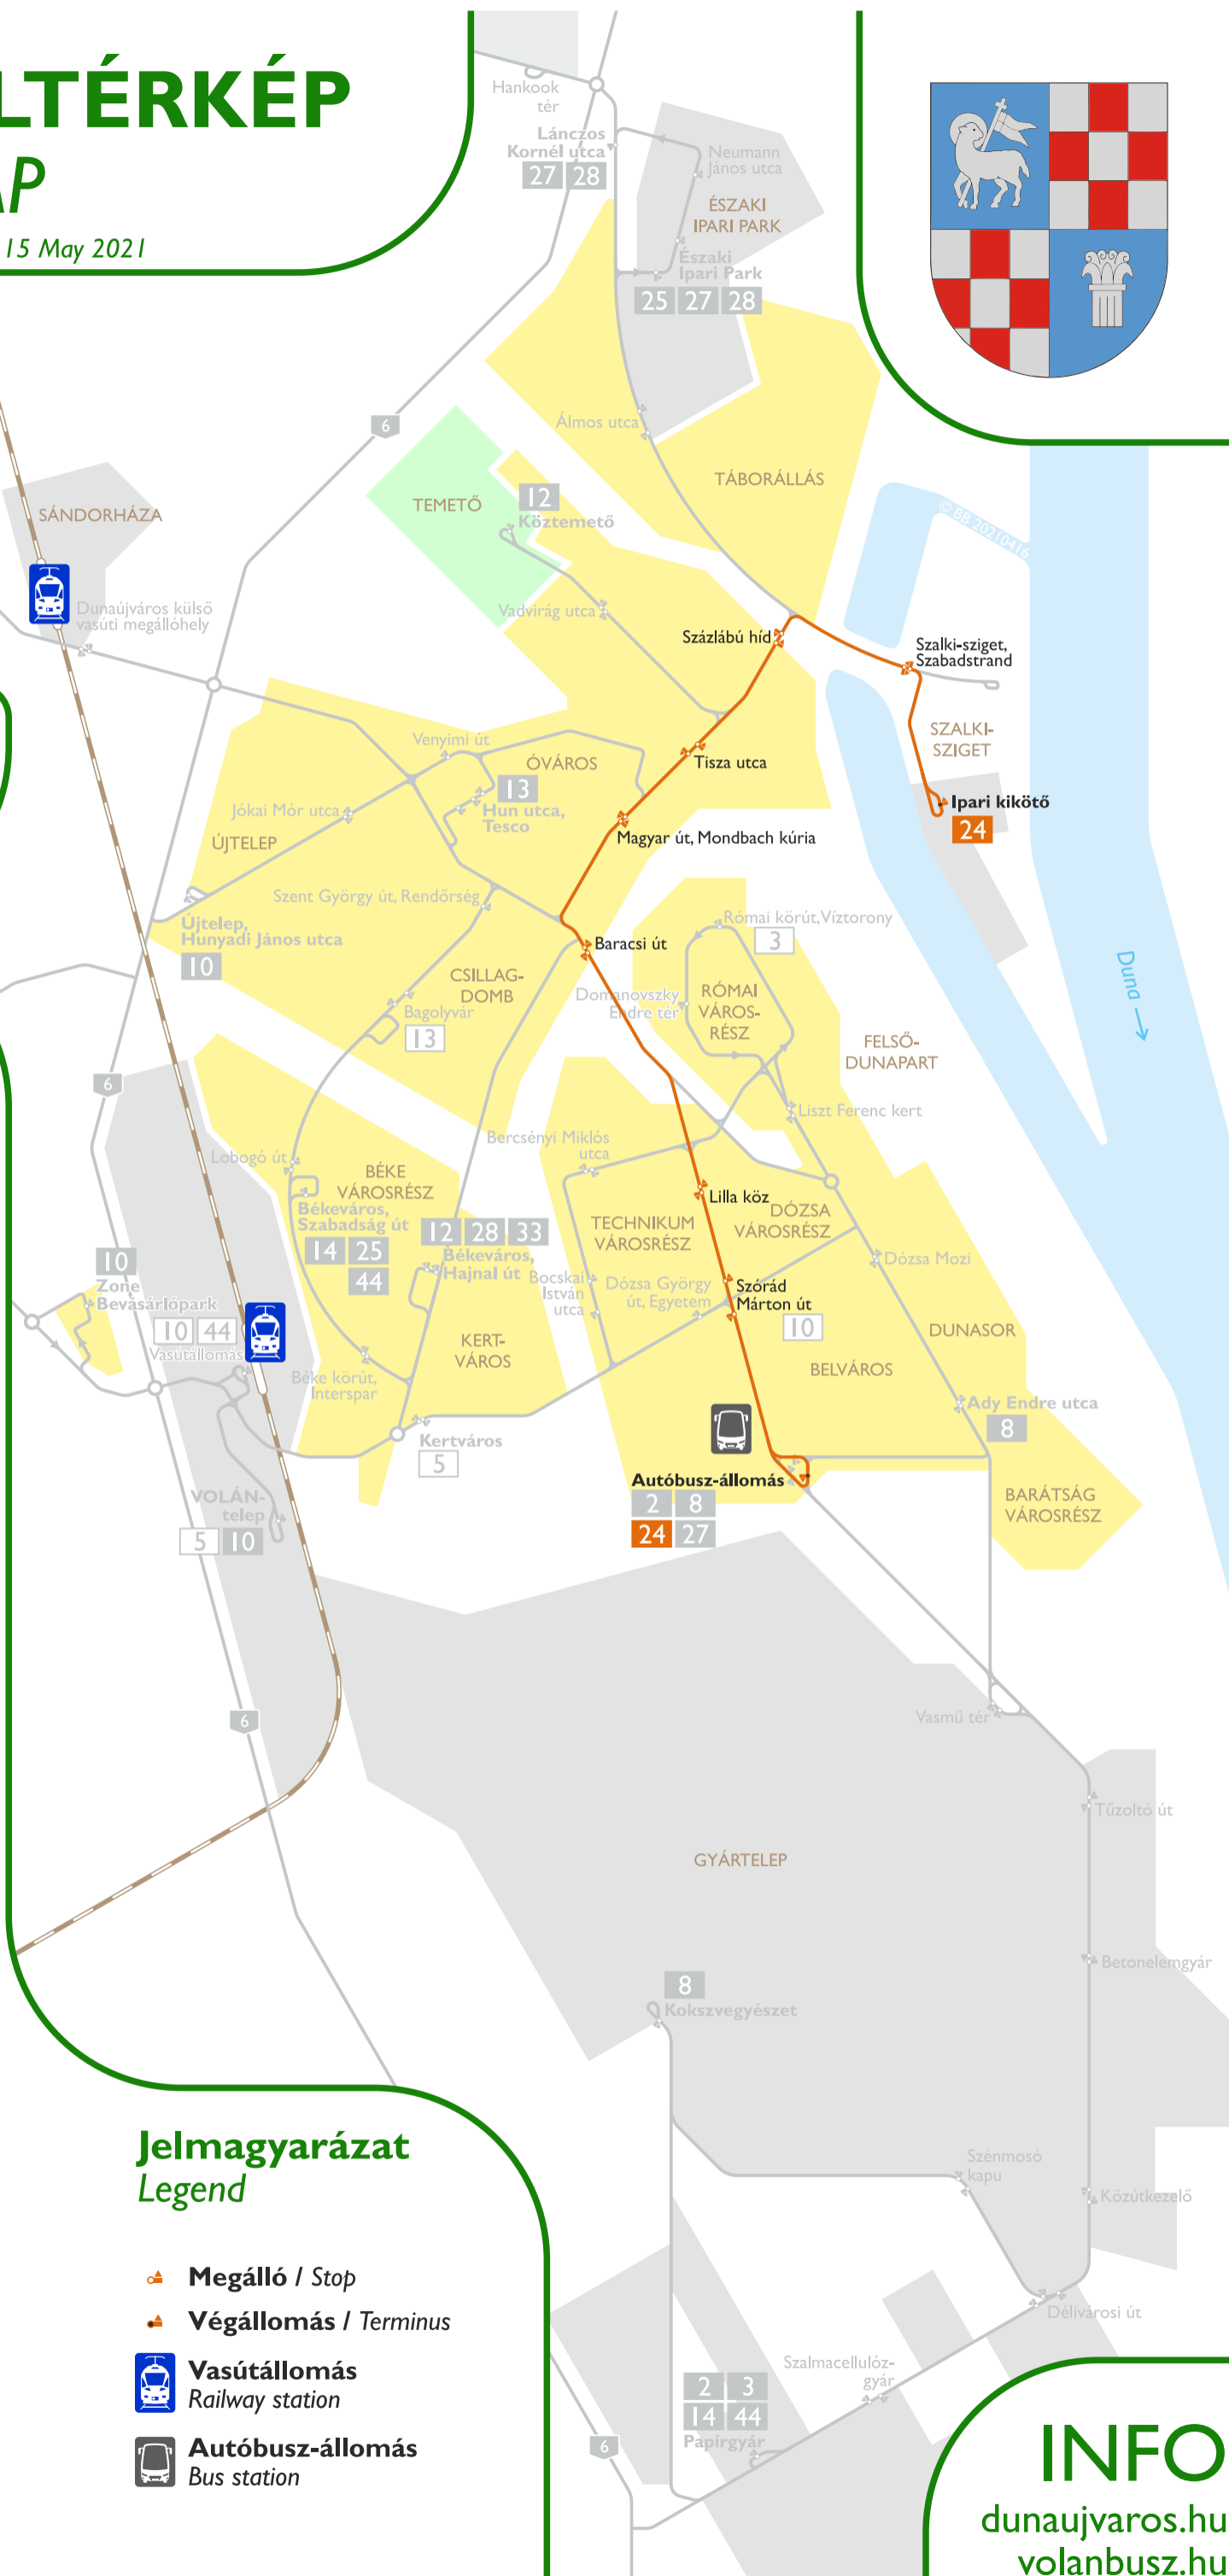 LTÉRKÉP
AP
15 May 2021
Hankook
tér
Lánczos
Kornél utca
27 28
Neumann
János utca
ÉSZAKI
IPARI PARK
Északi
Ipari Park
25 27 28
Álmos utca
6
TÁBORÁLLÁS
TEMETŐ
12
Köztemető
© BB 20210416
SÁNDORHÁZA
Dunaújváros külső
vasúti megállóhely
Vadvirág utca
Százlábú híd
Szalki-sziget,
Szabadstrand
SZALKI-
SZIGET
Venyimi út
ÓVÁROS
Tisza utca
13
Hun utca,
Tesco
Ipari kikötő
24
Jókai Mór utca
ÚJTELEP
Magyar út, Mondbach kúria
Szent György út, Rendőrség
Újtelep,
Hunyadi János utca
10
Római körút, Víztorony
3
Baracsi út
CSILLAG-
DOMB
Domanovszky
Endre tér
RÓMAI
VÁROS-
RÉSZ
Duna →
Bagolyvár
13
FELSŐ-
DUNAPART
6
Liszt Ferenc kert
Bercsényi Miklós
utca
Lobogó út
BÉKE
VÁROSRÉSZ
Lilla köz
DÓZSA
VÁROSRÉSZ
Békeváros,
Szabadság út
14 25
44
12 28 33
Békeváros,
Hajnal út
TECHNIKUM
VÁROSRÉSZ
10
Zone
Bevásárlópark
10 44
Vasútállomás
Bocskai
István
utca
Dózsa György
út, Egyetem
Szórád
Márton út
10
Dózsa Mozi
KERT-
VÁROS
DUNASOR
BELVÁROS
Béke körút,
Interspar
Ady Endre utca
8
Kertváros
5
Autóbusz-állomás
2 8
24 27
VOLÁN-
telep
5 10
BARÁTSÁG
VÁROSRÉSZ
6
Vasmű tér
Tűzoltó út
GYÁRTELEP
Betonelemgyár
8
Kokszvegyészet
Szénmosó
kapu
Közútkezelő
Délivárosi út
Szalmacellulóz-
gyár
2 3
14 44
Papírgyár
6
Jelmagyarázat
Legend
Megálló / Stop
Végállomás / Terminus
Vasútállomás
Railway station
Autóbusz-állomás
Bus station
INFO
dunaujvaros.hu
volanbusz.hu